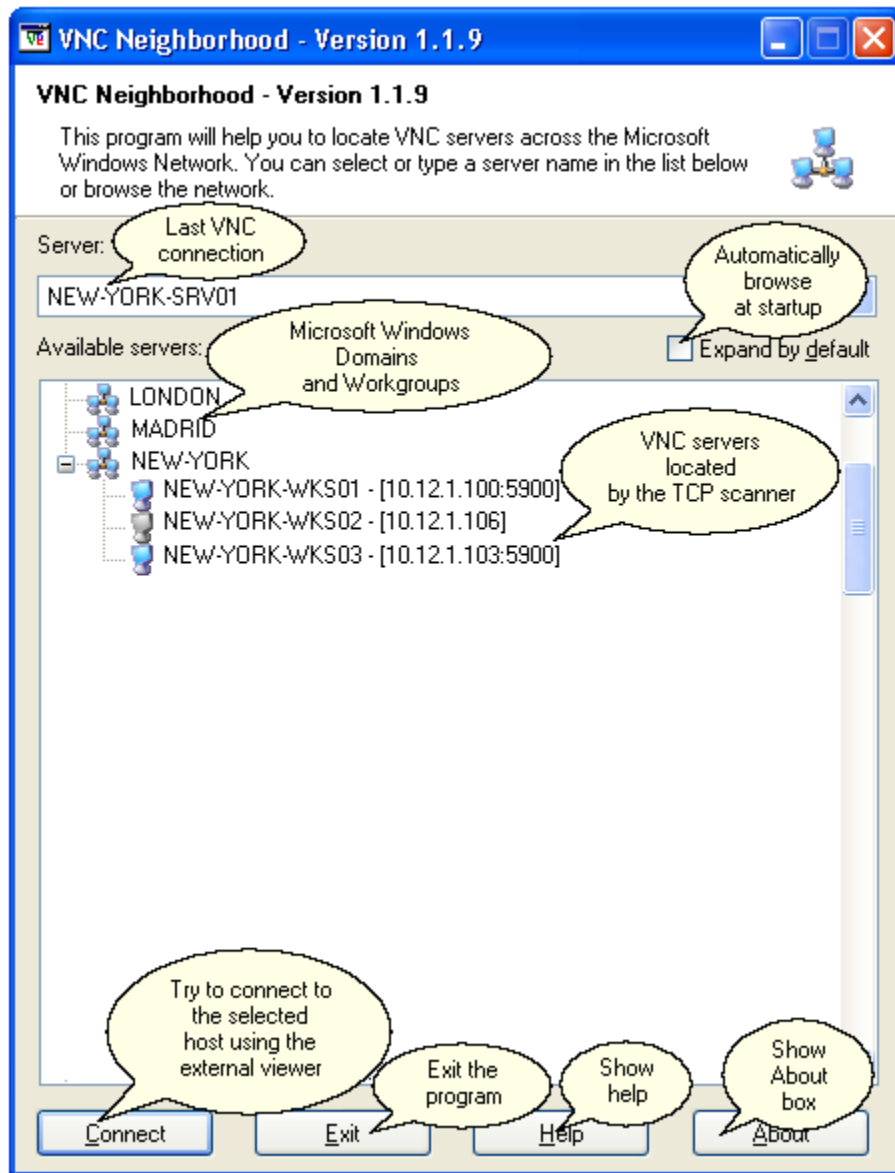 VNC Neighborhood - Version 1.1.9
VNC Neighborhood - Version 1.1.9
This program will help you to locate VNC servers across the Microsoft
Windows Network. You can select or type a server name in the list below
or browse the network.
Server:
Last VNC
connection
Automatically
browse
at startup
NEW-YORK-SRV01
Available servers:
Microsoft Windows
Domains
and Workgroups
Expand by default
LONDON
MADRID
NEW-YORK
NEW-YORK-WKS01 - [10.12.1.100:5900]
NEW-YORK-WKS02 - [10.12.1.106]
NEW-YORK-WKS03 - [10.12.1.103:5900]
VNC servers
located
by the TCP scanner
Try to connect to
the selected
host using the
external viewer
Exit the
program
Show
help
Show
About
box
Connect
Exit
Help
About